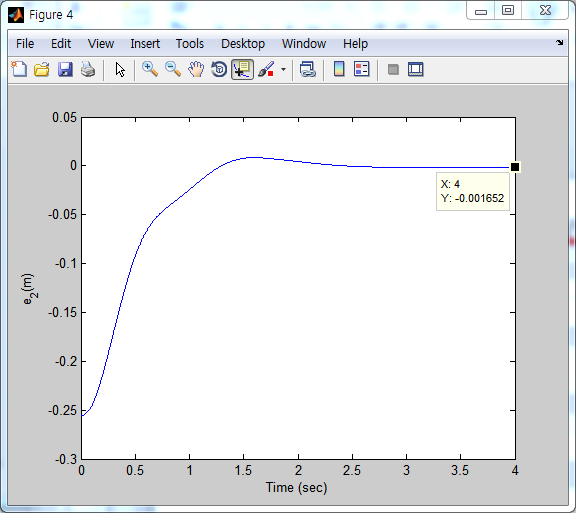 Figure 4
File Edit View Insert Tools Desktop Window Help
0.05
0
-0.05
-0.1
-0.15
-0.2
-0.25
-0.3
e2(m)
X: 4
Y: -0.001652
0 0.5 1 1.5 2 2.5 3 3.5 4
Time (sec)